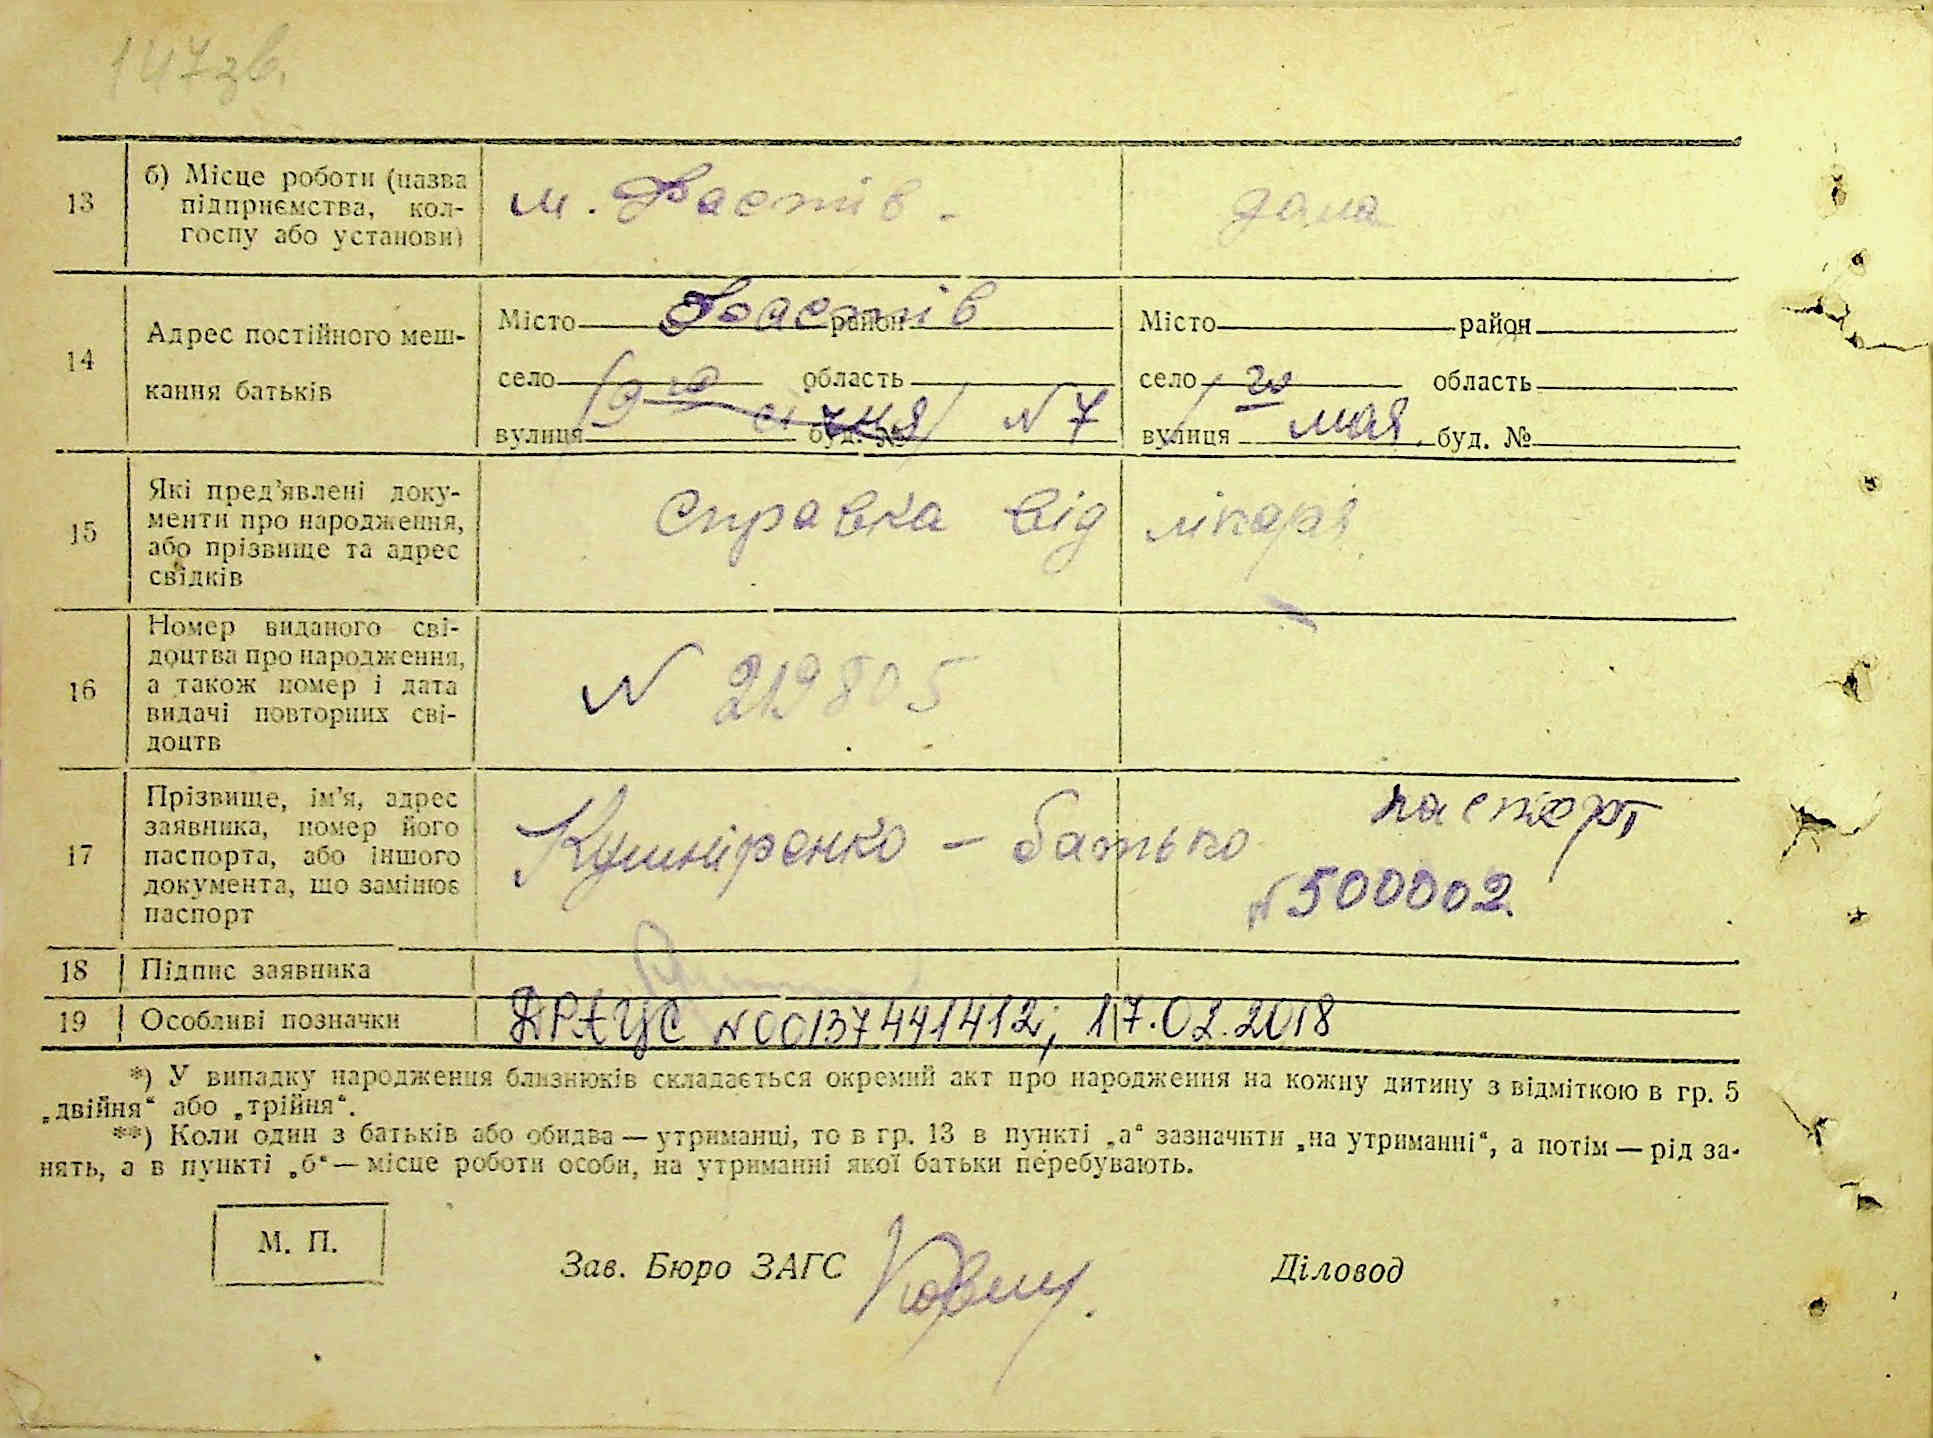 147зв.
13
б) Місце роботи (назва
підприємства, кол-
госпу або установи)
м. Фастів -
дома
14
Адрес постійного меш-
кання батьків
Місто Фастів район
село область
вулиця січня буд. № N 7
Місто район
село область
вулиця мая буд. №
15
Які пред'явлені доку-
менти про народження,
або прізвище та адрес
свідків
справка від лікаря
16
Номер виданого сві-
доцтва про народження,
а також номер і дата
видачі повторних сві-
доцтв
N 219805
17
Прізвище, ім'я, адрес
заявника, номер його
паспорта, або іншого
документа, що замінює
паспорт
Кушніренко - батько
паспорт
N 500002
18
Підпис заявника
19
Особливі позначки
ДРАЦС N 00137441412; 17.02.2018
*) У випадку народження близнюків складається окремий акт про народження на кожну дитину з відміткою в гр. 5
„двійня“ або „трійня“.
**) Коли один з батьків або обидва — утриманці, то в гр. 13 в пункті „а“ зазначити „на утриманні“, а потім — рід за-
нять, а в пункті „б“ — місце роботи особи, на утриманні якої батьки перебувають.
М. П.
Зав. Бюро ЗАГС
Діловод